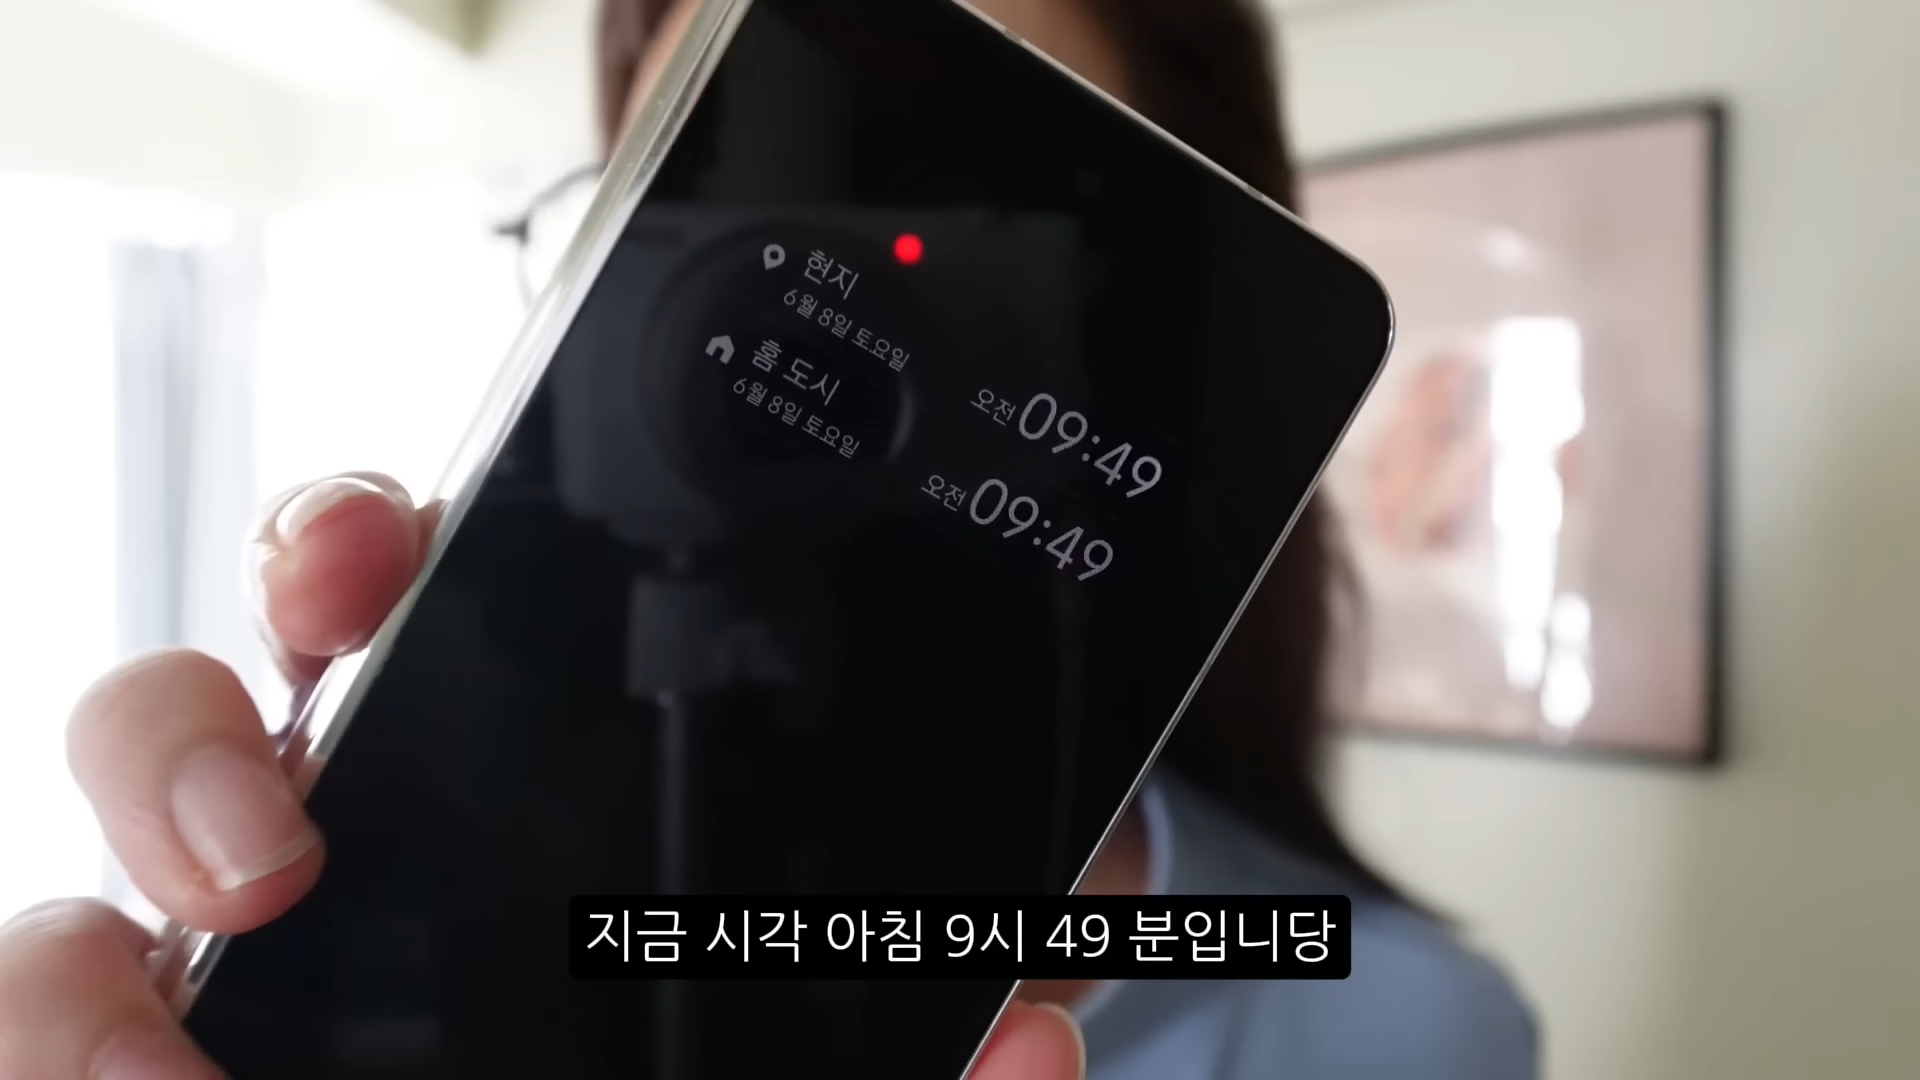 현지
6월 8일 토요일
오전 09:49
홈 도시
6월 8일 토요일
오전 09:49
지금 시각 아침 9시 49 분입니당